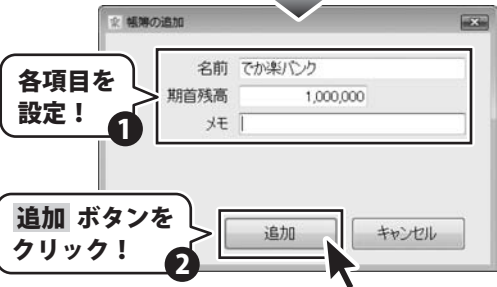 帳簿の追加
各項目を
設定！
1
名前 でか楽バンク
期首残高 1,000,000
メモ
追加 ボタンを
クリック！
2
追加 キャンセル